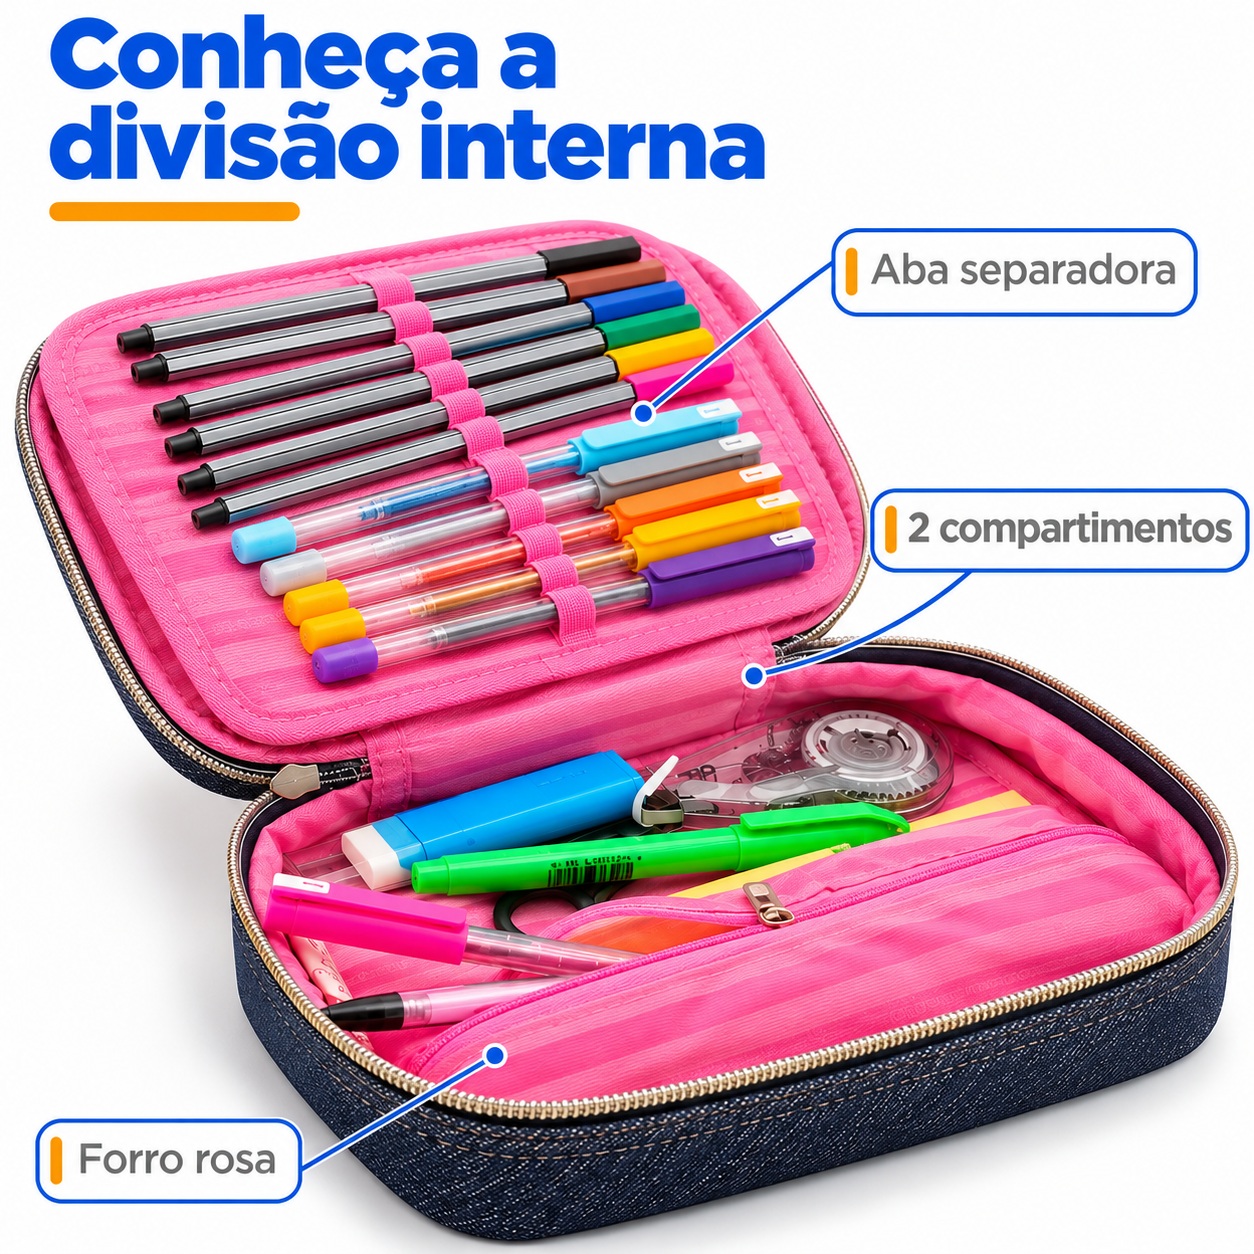 Conheça a
divisão interna
Aba separadora
2 compartimentos
Forro rosa